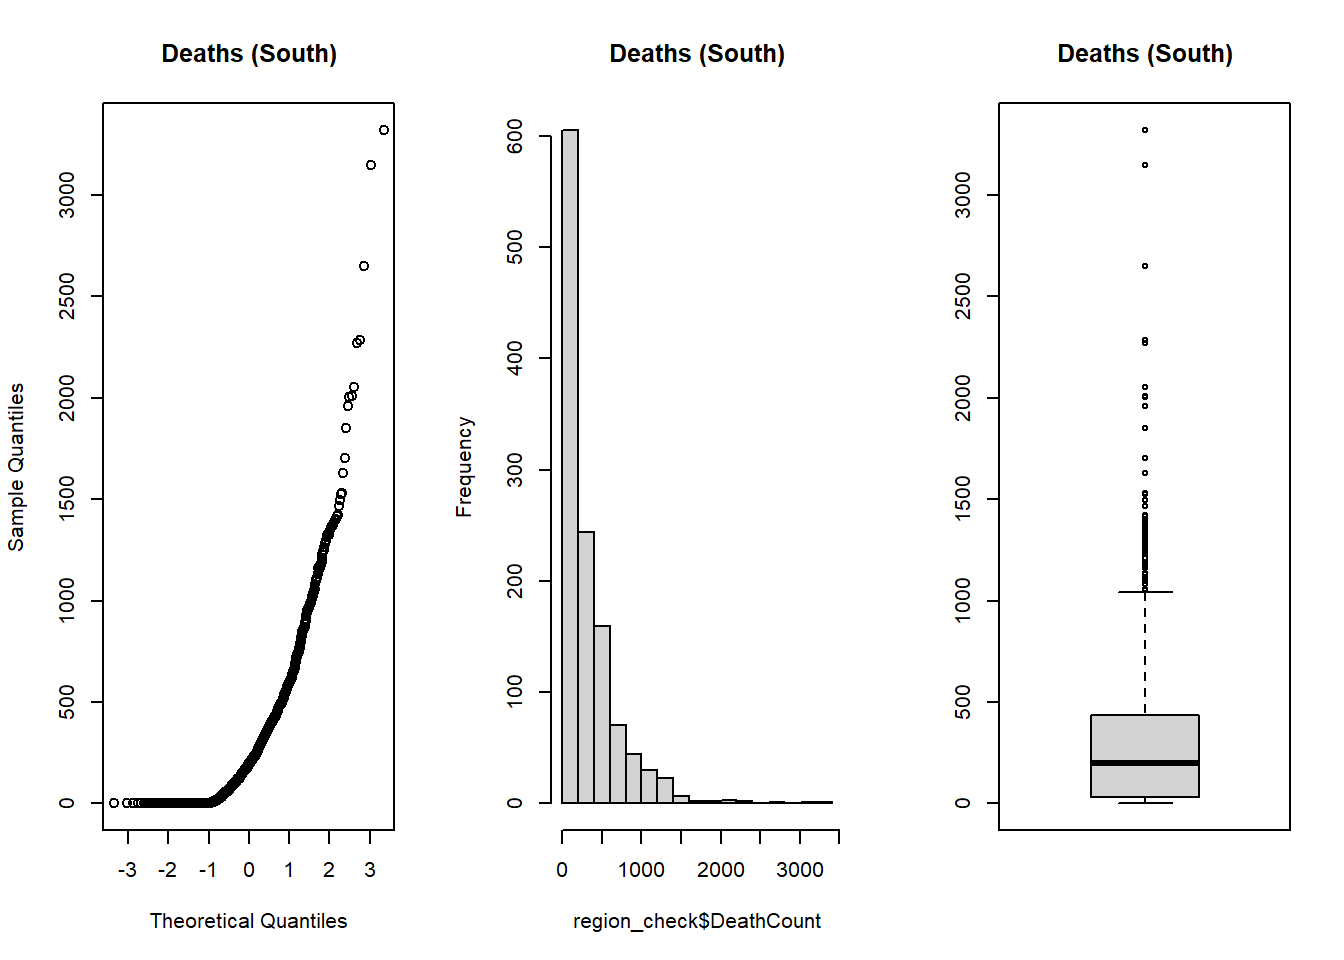 Deaths (South)
Sample Quantiles
0
500
1000
1500
2000
2500
3000
-3 -2 -1 0 1 2 3
Theoretical Quantiles
Deaths (South)
Frequency
0
100
200
300
400
500
600
0 1000 2000 3000
region_check$DeathCount
Deaths (South)
0
500
1000
1500
2000
2500
3000